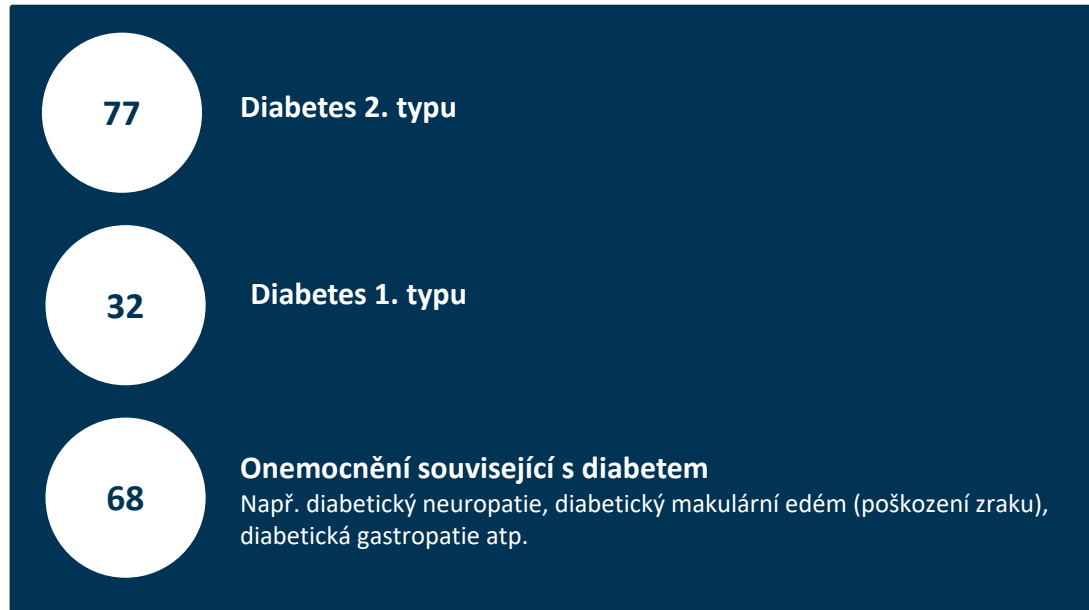 77
Diabetes 2. typu
32
Diabetes 1. typu
68
Onemocnění související s diabetem
Např. diabetický neuropatie, diabetický makulární edém (poškození zraku),
diabetická gastropatie atp.